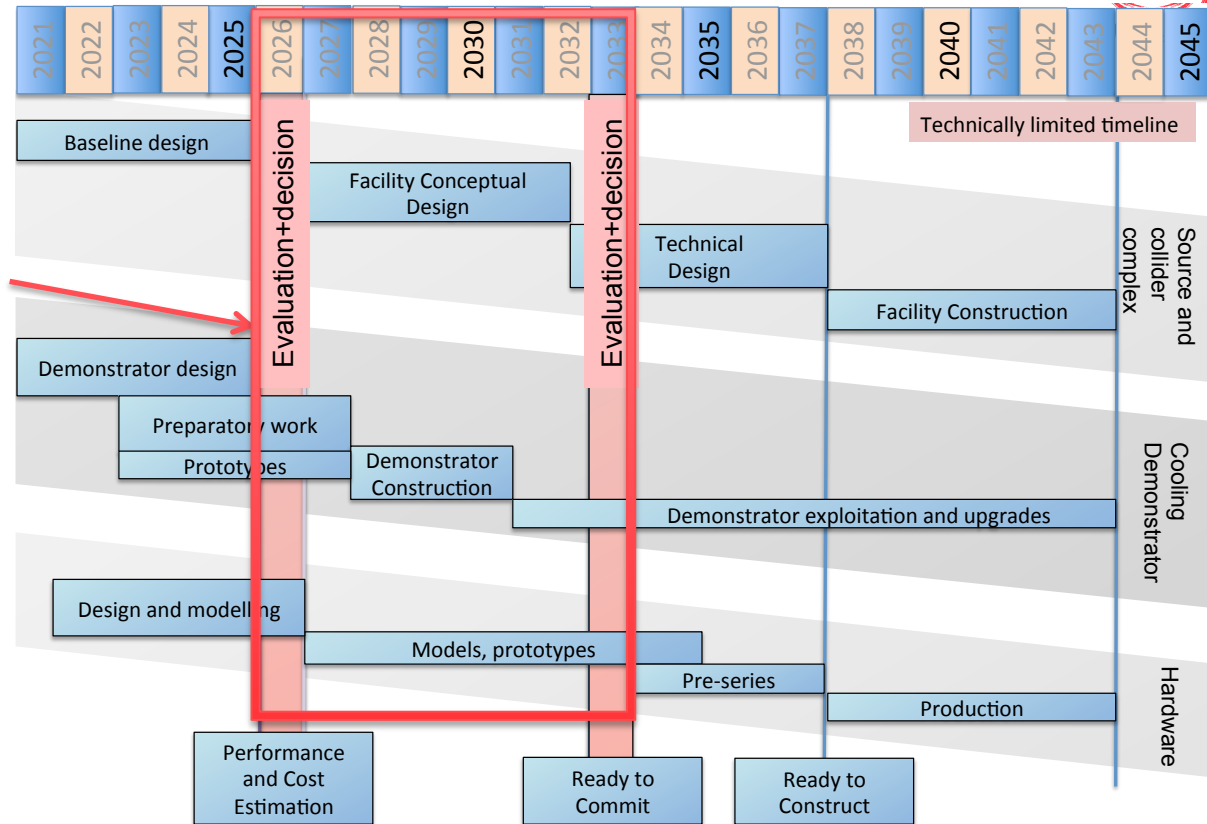 2021 2022 2023 2024 2025 2026 2027 2028 2029 2030 2031 2032 2033 2034 2035 2036 2037 2038 2039 2040 2041 2042 2043 2044 2045
Technically limited timeline
Baseline design
Evaluation+decision
Evaluation+decision
Facility Conceptual
Design
Technical
Design
Facility Construction
Source and
collider
complex
Demonstrator design
Preparatory work
Prototypes
Demonstrator
Construction
Demonstrator exploitation and upgrades
Cooling
Demonstrator
Design and modelling
Models, prototypes
Pre-series
Production
Hardware
Performance
and Cost
Estimation
Ready to
Commit
Ready to
Construct